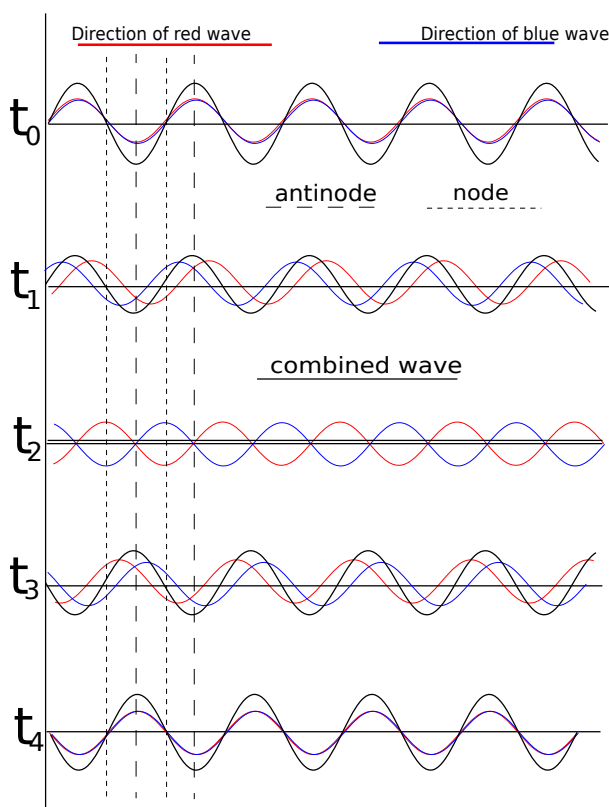 Direction of red wave
Direction of blue wave
t0
antinode
node
t1
combined wave
t2
t3
t4